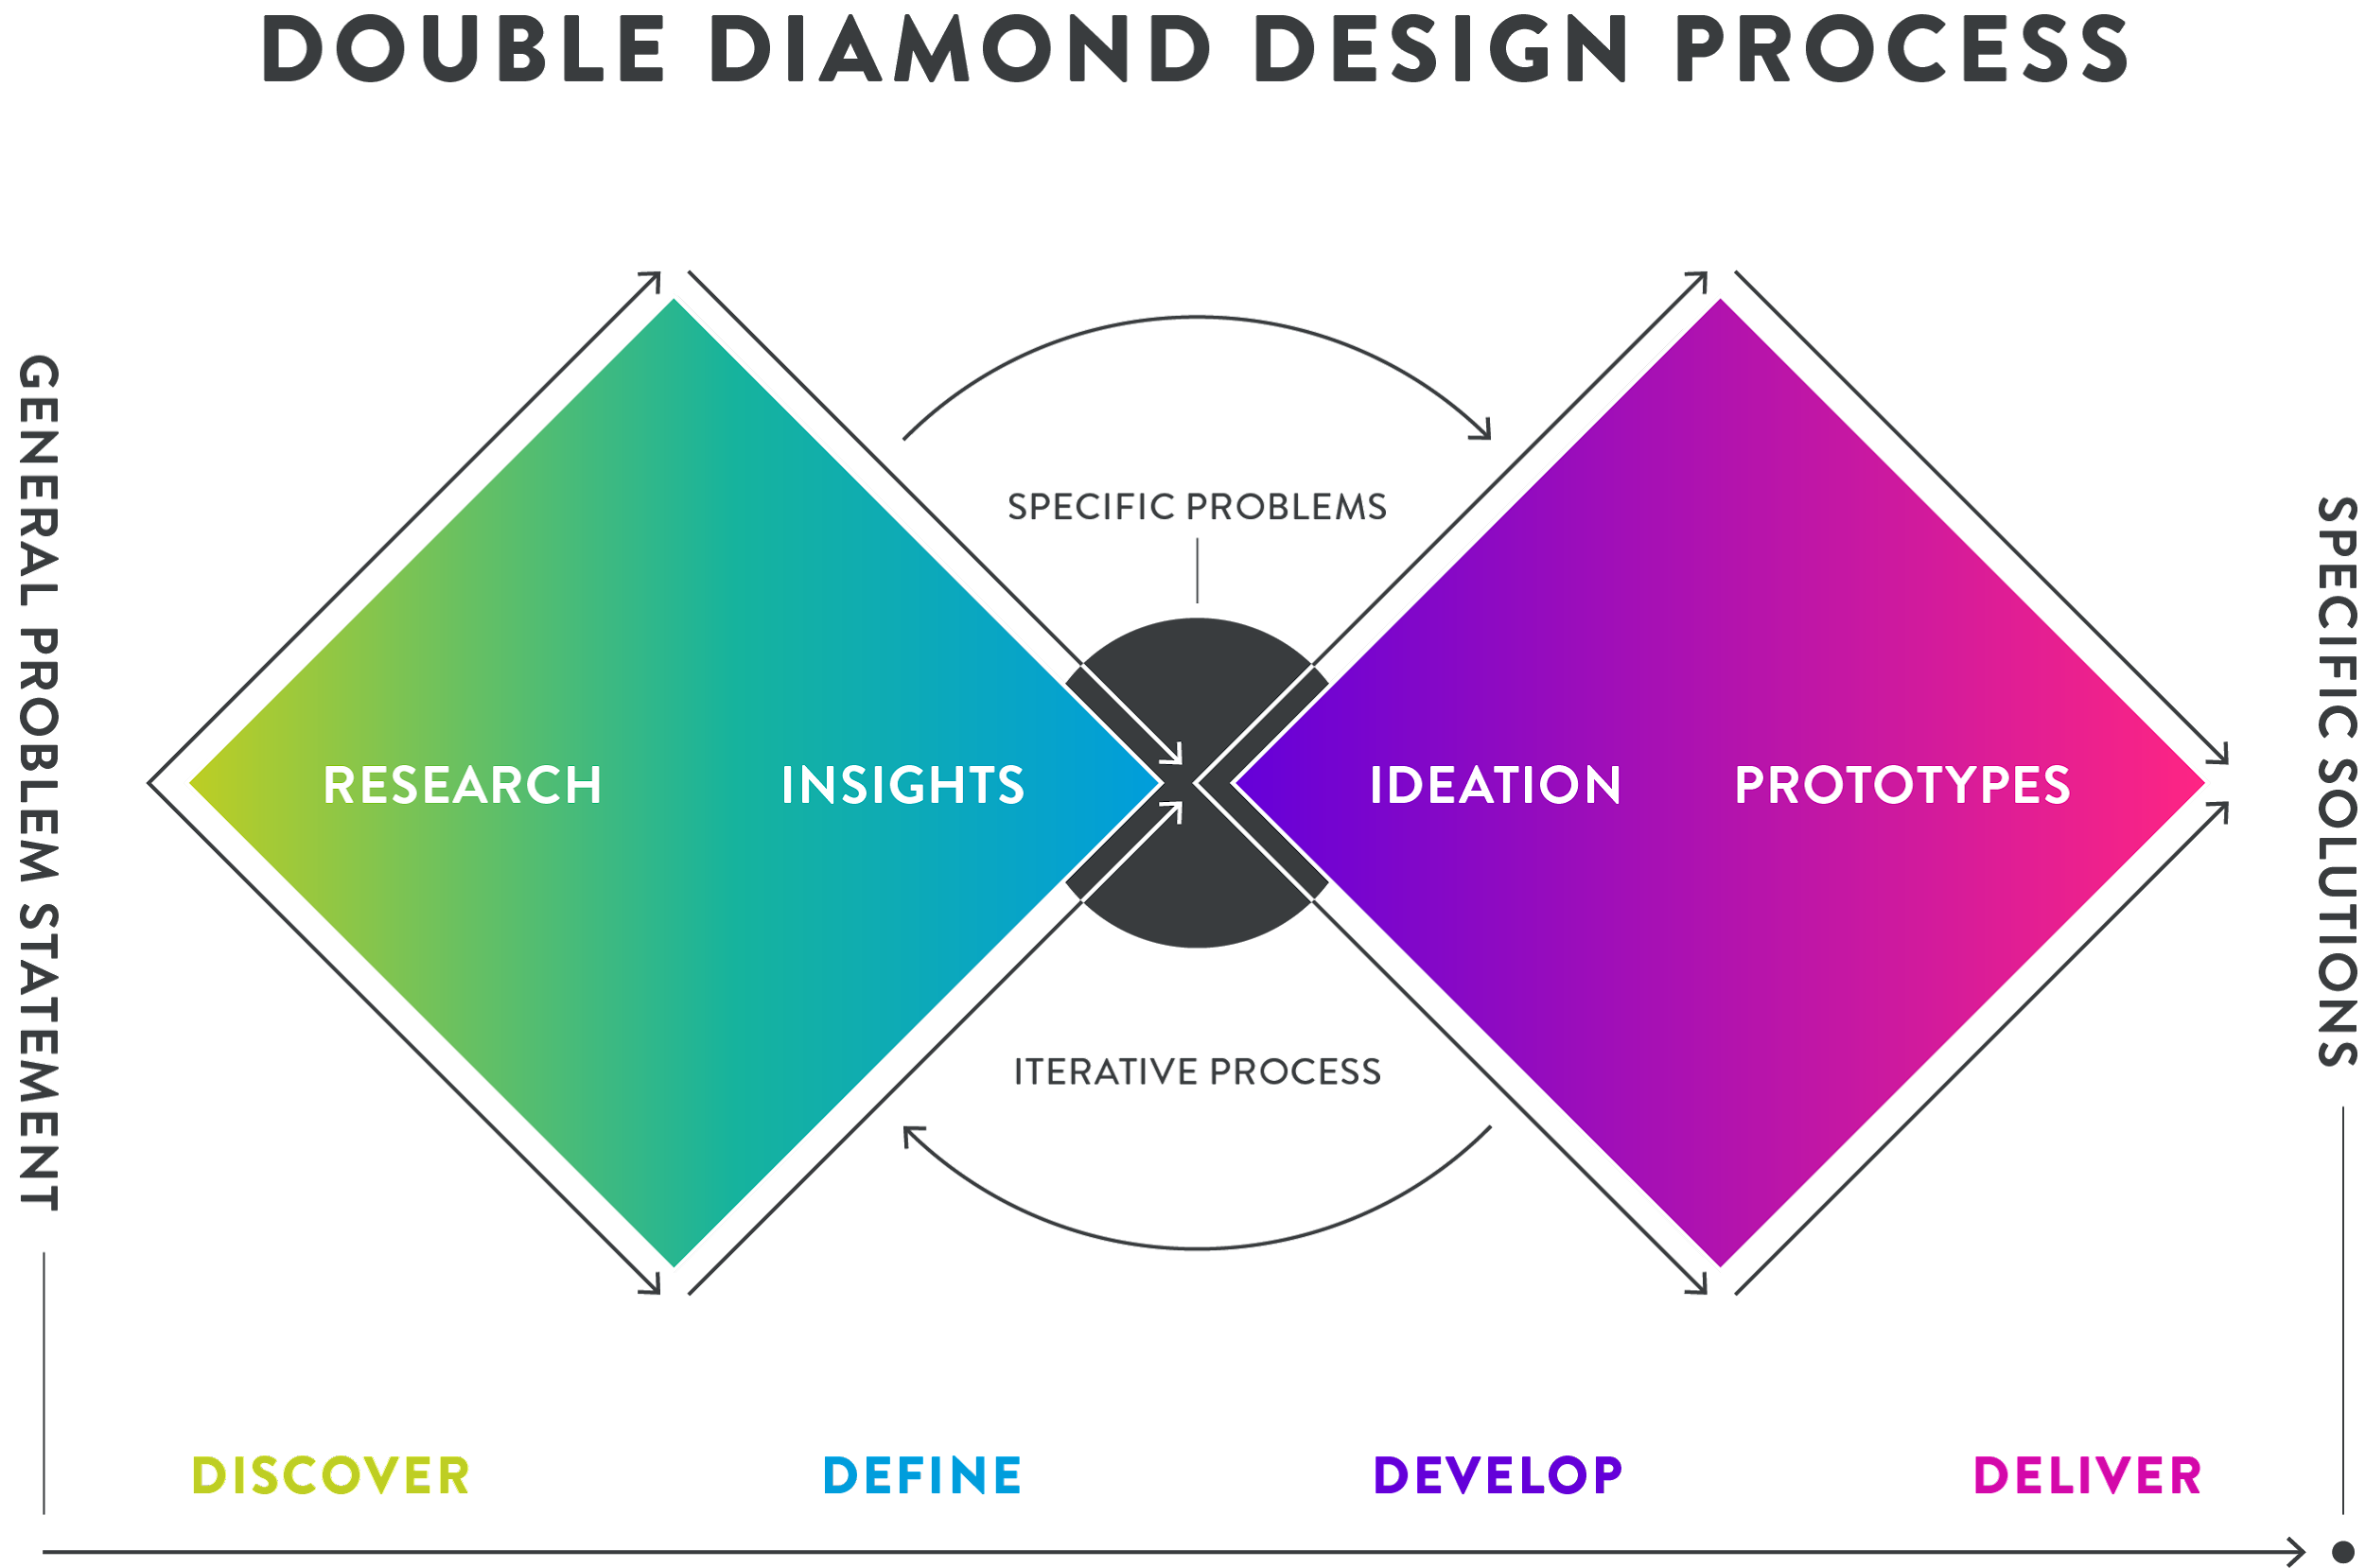 DOUBLE DIAMOND DESIGN PROCESS
GENERAL PROBLEM STATEMENT
SPECIFIC PROBLEMS
RESEARCH
INSIGHTS
IDEATION
PROTOTYPES
SPECIFIC SOLUTIONS
ITERATIVE PROCESS
DISCOVER
DEFINE
DEVELOP
DELIVER